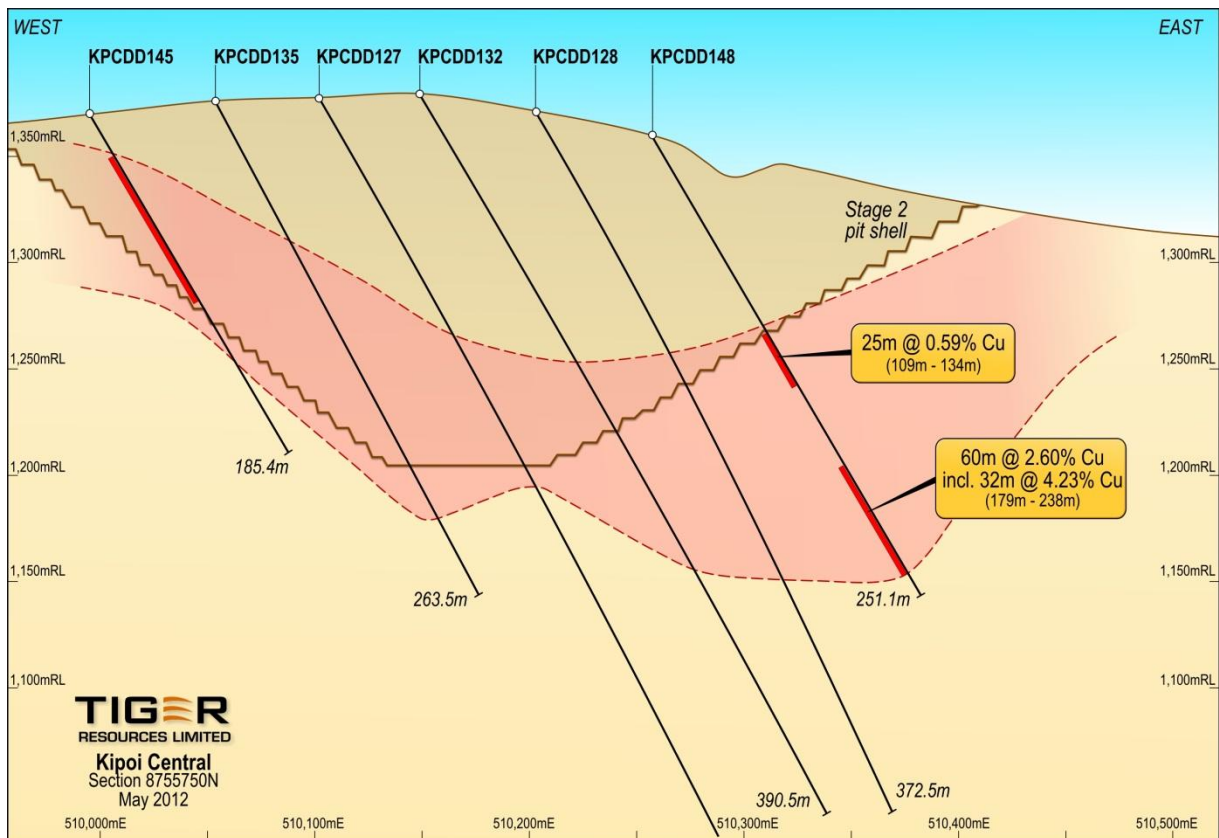 WEST
EAST
KPCDD145
KPCDD135
KPCDD127
KPCDD132
KPCDD128
KPCDD148
1,350mRL
Stage 2
pit shell
1,300mRL
1,300mRL
25m @ 0.59% Cu
(109m - 134m)
1,250mRL
1,250mRL
60m @ 2.60% Cu
incl. 32m @ 4.23% Cu
(179m - 238m)
185.4m
1,200mRL
1,200mRL
1,150mRL
1,150mRL
263.5m
251.1m
1,100mRL
1,100mRL
TIGER
RESOURCES LIMITED
Kipoi Central
Section 8755750N
May 2012
390.5m
372.5m
510,000mE
510,100mE
510,200mE
510,300mE
510,400mE
510,500mE